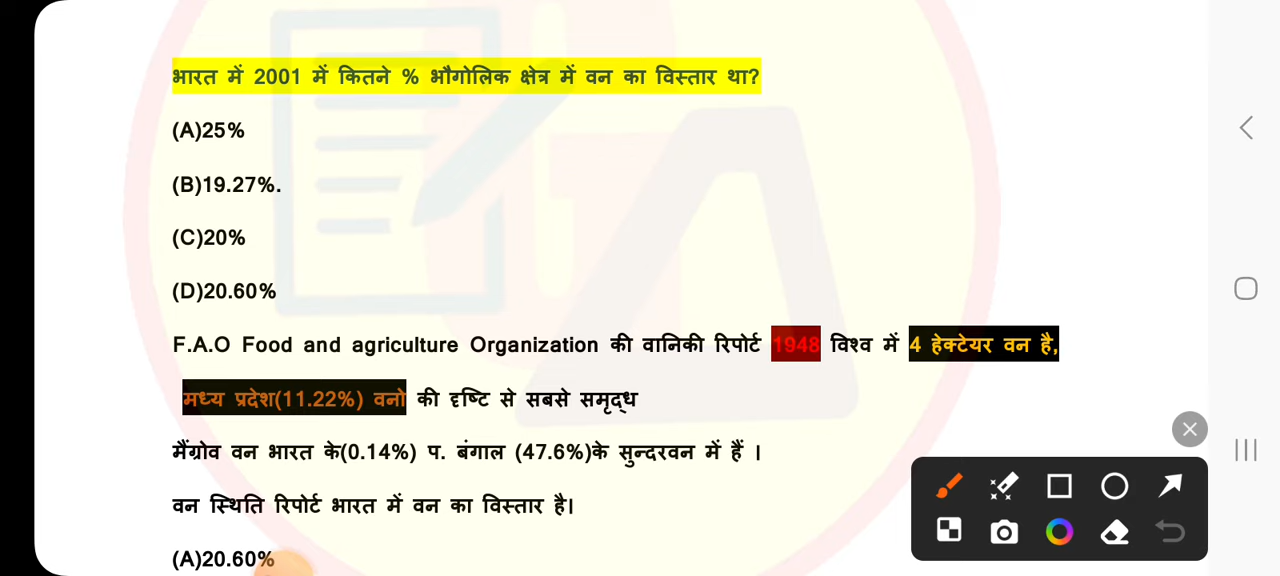 भारत में 2001 में कितने % भौगोलिक क्षेत्र में वन का विस्तार था?
(A)25%
(B)19.27%.
(C)20%
(D)20.60%
F.A.O Food and agriculture Organization की वानिकी रिपोर्ट 1948 विश्व में 4 हेक्टेयर वन है,
मध्य प्रदेश(11.22%) वनो की दृष्टि से सबसे समृद्ध
मैंग्रोव वन भारत के(0.14%) प. बंगाल (47.6%)के सुन्दरवन में हैं ।
वन स्थिति रिपोर्ट भारत में वन का विस्तार है।
(A)20.60%